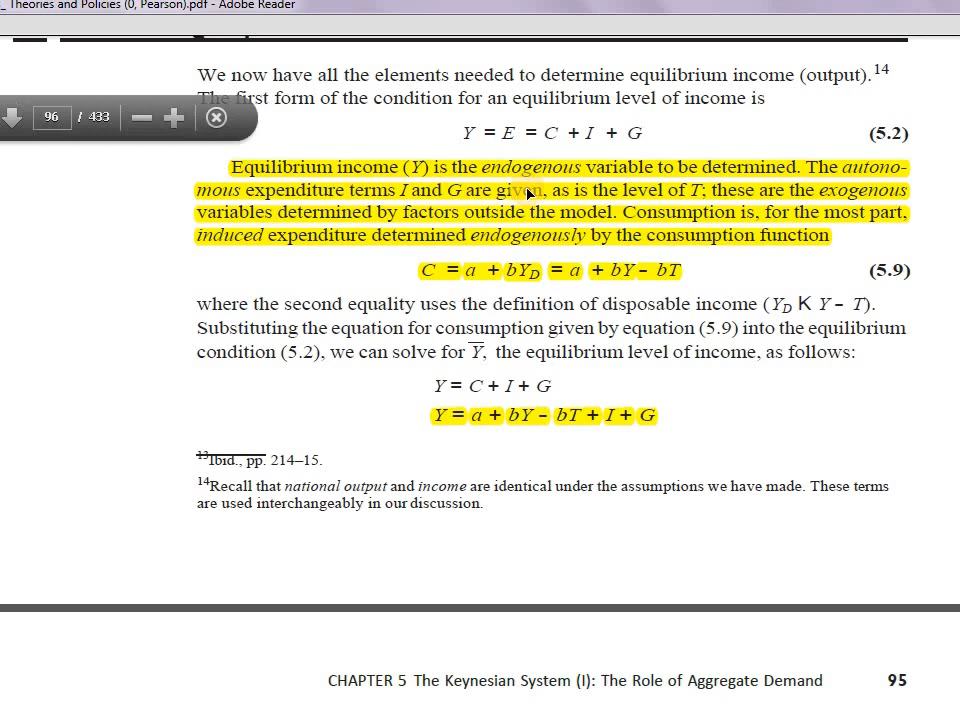 _ Theories and Policies (0, Pearson).pdf - Adobe Reader
We now have all the elements needed to determine equilibrium income (output).14
The first form of the condition for an equilibrium level of income is
96 / 433
Y = E = C + I + G (5.2)
Equilibrium income (Y) is the endogenous variable to be determined. The autono-
mous expenditure terms I and G are given, as is the level of T; these are the exogenous
variables determined by factors outside the model. Consumption is, for the most part,
induced expenditure determined endogenously by the consumption function
C = a + bYD = a + bY – bT (5.9)
where the second equality uses the definition of disposable income (YD K Y – T).
Substituting the equation for consumption given by equation (5.9) into the equilibrium
condition (5.2), we can solve for Y̅, the equilibrium level of income, as follows:
Y = C + I + G
Y = a + bY – bT + I + G
13Ibid., pp. 214–15.
14Recall that national output and income are identical under the assumptions we have made. These terms
are used interchangeably in our discussion.
CHAPTER 5 The Keynesian System (I): The Role of Aggregate Demand 95